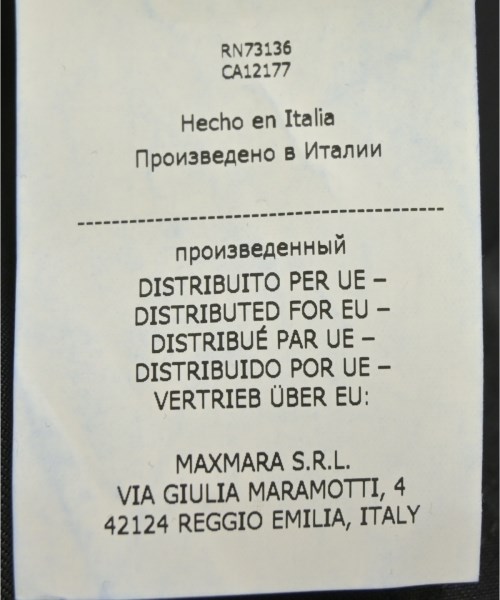 RN73136
CA12177
Hecho en Italia
Произведено в Италии
--------------------------------------------------
произведенный
DISTRIBUITO PER UE –
DISTRIBUTED FOR EU –
DISTRIBUÉ PAR UE –
DISTRIBUIDO POR UE –
VERTRIEB ÜBER EU:
MAXMARA S.R.L.
VIA GIULIA MARAMOTTI, 4
42124 REGGIO EMILIA, ITALY